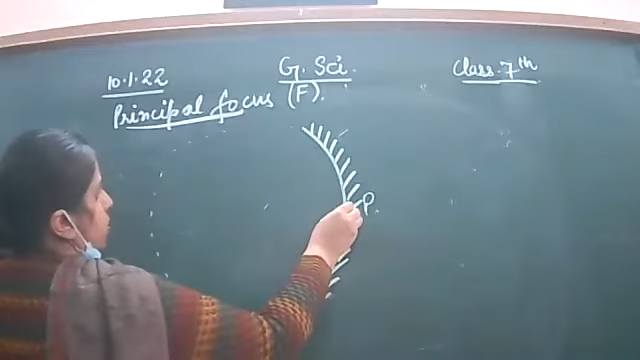 10.1.22
G. Sci.
Class. 7th
Principal focus (F).
P.